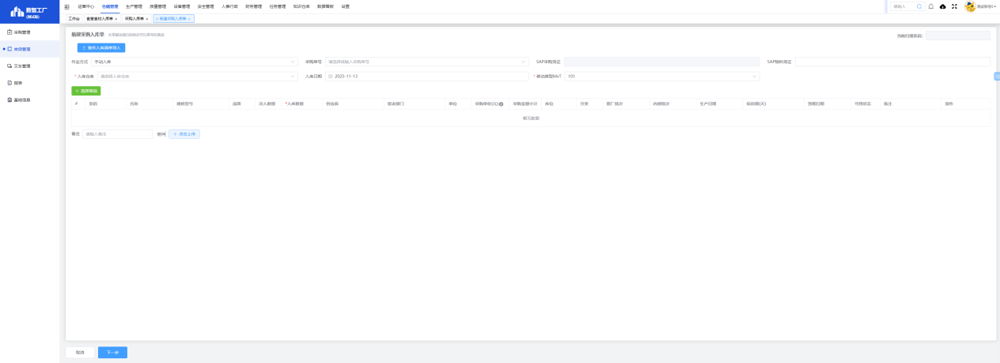 数智工厂
(测试版)
运营中心 仓储管理 生产管理 质量管理 设备管理 安全管理 人事行政 财务管理 任务管理 知识仓库 数据看板 设置
请输入
工作台 食堂食材入库单 × 采购入库单 × 新建采购入库单 ×
采购管理
库房管理
叉车管理
报表
基础信息
新建采购入库单
当前扫描条码:
备件入库清单导入
作业方式 手动入库 采购单号 请选择或输入采购单号 SAP采购凭证 SAP物料凭证
* 入库仓库 请选择入库仓库 入库日期 2025-11-13 * 移动类型MvT 101
+ 选择商品
# 条码 名称 规格型号 品牌 待入数量 *入库数量 供应商 需求部门 单位 采购单价(元) 采购金额小计 库位 分类 原厂批次 内部批次 生产日期 保质期(天) 到期日期 可用状态 备注 操作
暂无数据
备注 请输入备注 附件 + 点击上传
取消 下一步